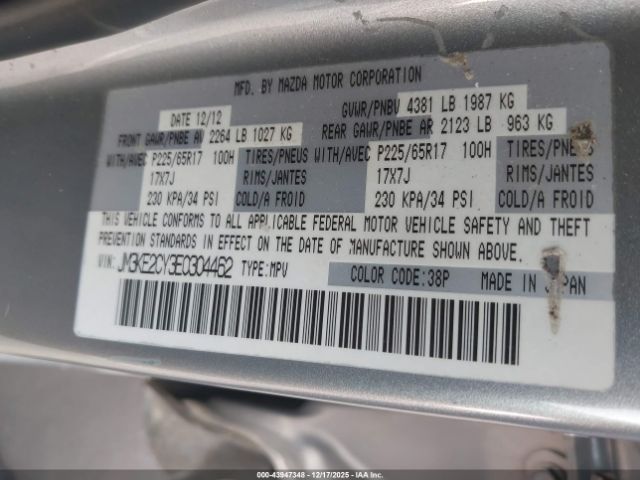 MFD. BY MAZDA MOTOR CORPORATION
DATE 12/12 GVWR/PNBV 4381 LB 1987 KG
FRONT GAWR/PNBE AV 2264 LB 1027 KG REAR GAWR/PNBE AR 2123 LB 963 KG
WITH/AVEC P225/65R17 100H TIRES/PNEUS WITH/AVEC P225/65R17 100H TIRES/PNEUS
17X7J RIMS/JANTES 17X7J RIMS/JANTES
230 KPA/34 PSI COLD/A FROID 230 KPA/34 PSI COLD/A FROID
THIS VEHICLE CONFORMS TO ALL APPLICABLE FEDERAL MOTOR VEHICLE SAFETY AND THEFT
PREVENTION STANDARDS IN EFFECT ON THE DATE OF MANUFACTURE SHOWN ABOVE.
VIN: JM3KE2CY3E0304462 TYPE:MPV COLOR CODE:38P MADE IN JAPAN
000-43947348 - 12/17/2025 - IAAI, Inc.